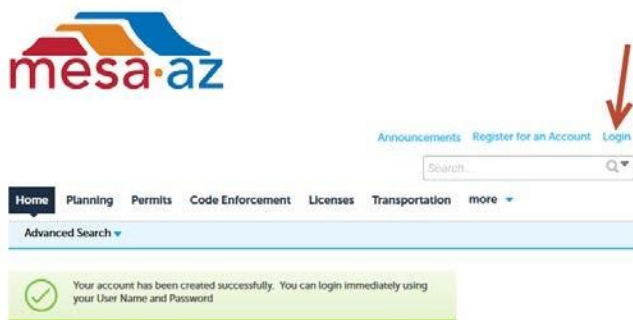 mesa·az
Announcements Register for an Account Login
Search...
Home Planning Permits Code Enforcement Licenses Transportation more
Advanced Search
Your account has been created successfully. You can login immediately using
your User Name and Password